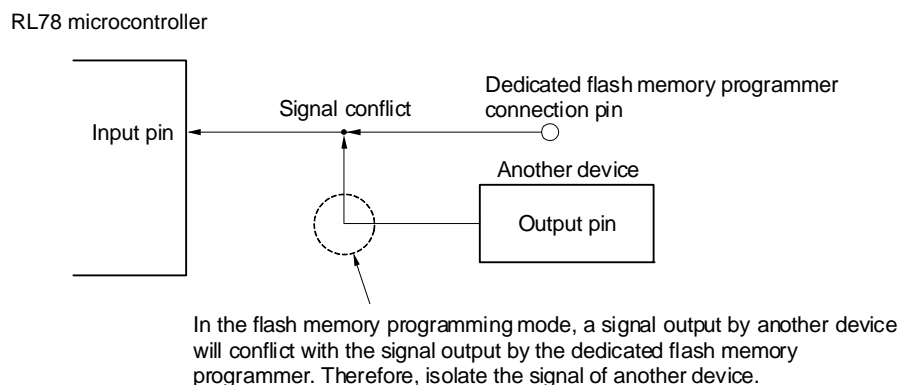 RL78 microcontroller
Dedicated flash memory programmer
connection pin
Signal conflict
Input pin
Another device
Output pin
In the flash memory programming mode, a signal output by another device
will conflict with the signal output by the dedicated flash memory
programmer. Therefore, isolate the signal of another device.